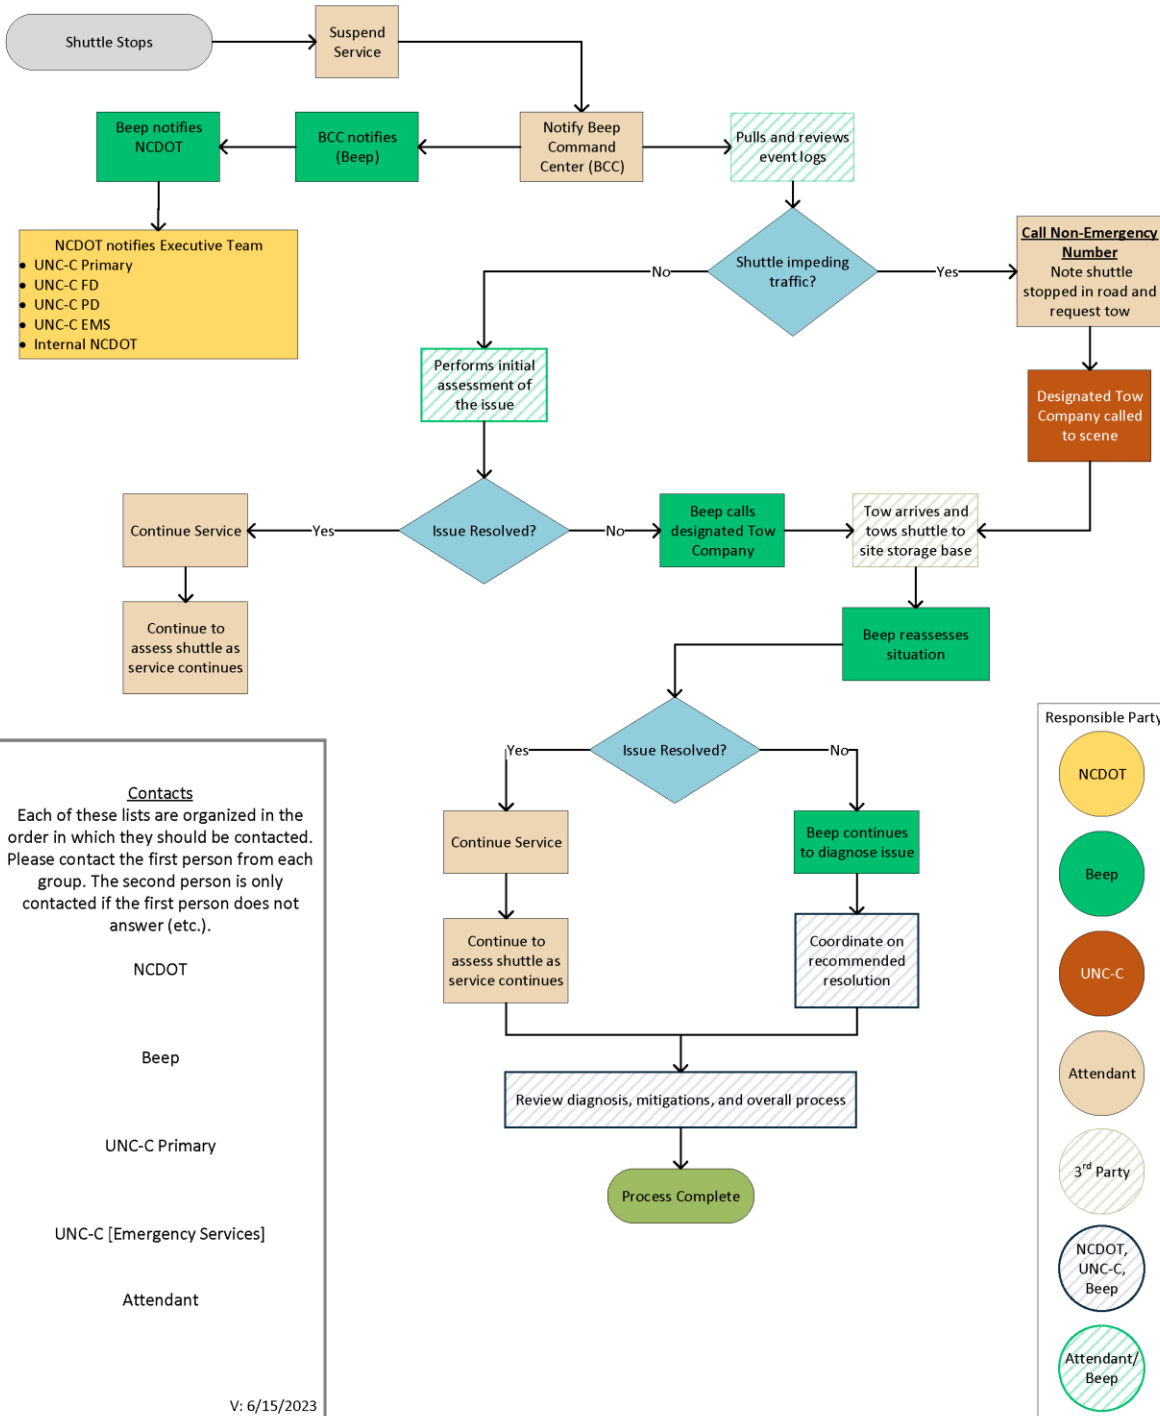 Shuttle Stops
Suspend
Service
Beep notifies
NCDOT
BCC notifies
(Beep)
Notify Beep
Command
Center (BCC)
Pulls and reviews
event logs
NCDOT notifies Executive Team
• UNC-C Primary
• UNC-C FD
• UNC-C PD
• UNC-C EMS
• Internal NCDOT
No
Shuttle impeding
traffic?
Yes
Call Non-Emergency
Number
Note shuttle
stopped in road and
request tow
Performs initial
assessment of
the issue
Designated Tow
Company called
to scene
Continue Service
Yes
Issue Resolved?
No
Beep calls
designated Tow
Company
Tow arrives and
tows shuttle to
site storage base
Continue to
assess shuttle as
service continues
Beep reassesses
situation
Yes
Issue Resolved?
No
Continue Service
Beep continues
to diagnose issue
Continue to
assess shuttle as
service continues
Coordinate on
recommended
resolution
Review diagnosis, mitigations, and overall process
Process Complete
Contacts
Each of these lists are organized in the
order in which they should be contacted.
Please contact the first person from each
group. The second person is only
contacted if the first person does not
answer (etc.).
NCDOT
Beep
UNC-C Primary
UNC-C [Emergency Services]
Attendant
V: 6/15/2023
Responsible Party
NCDOT
Beep
UNC-C
Attendant
3rd Party
NCDOT,
UNC-C,
Beep
Attendant/
Beep